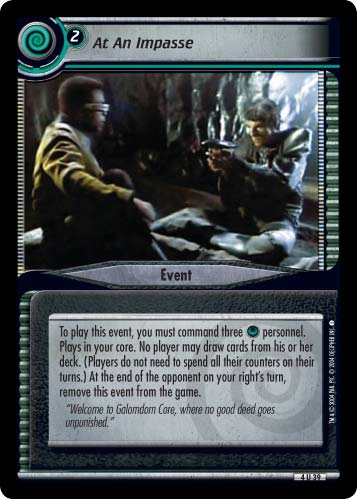 2 At An Impasse
Event
To play this event, you must command three personnel.
Plays in your core. No player may draw cards from his or her
deck. (Players do not need to spend all their counters on their
turns.) At the end of the opponent on your right's turn,
remove this event from the game.
"Welcome to Galorndom Core, where no good deed goes
unpunished."
4 U 39